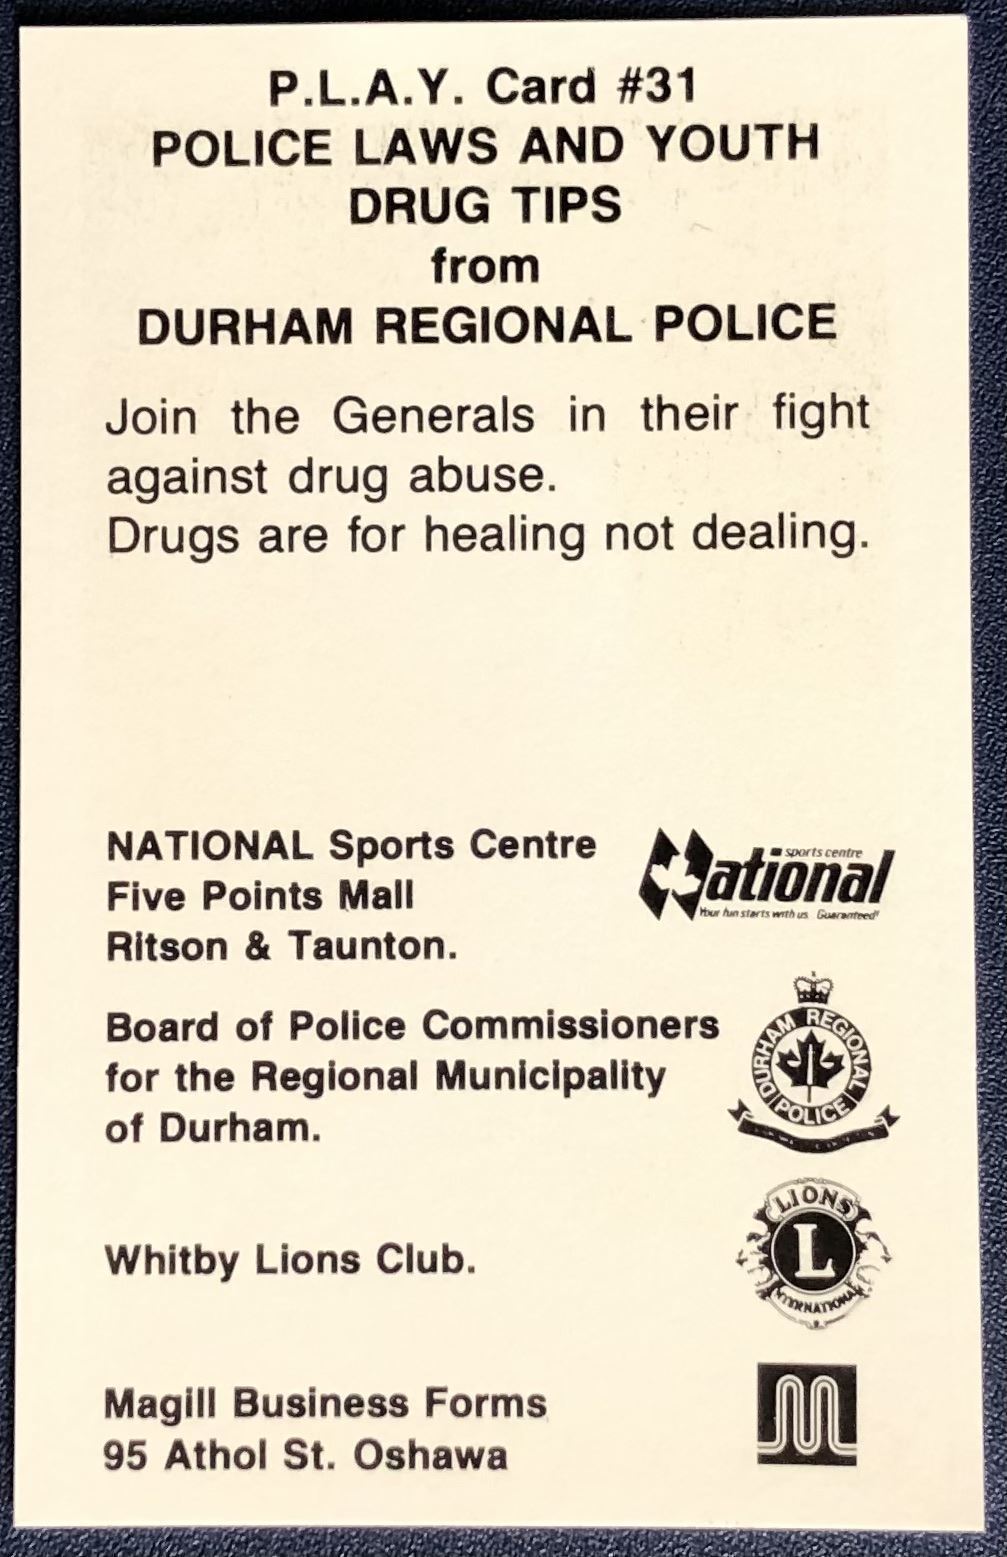 P.L.A.Y. Card #31
POLICE LAWS AND YOUTH
DRUG TIPS
from
DURHAM REGIONAL POLICE
Join the Generals in their fight
against drug abuse.
Drugs are for healing not dealing.
NATIONAL Sports Centre
Five Points Mall
Ritson & Taunton.
sports centre
National
Your fun starts with us. Guaranteed!
Board of Police Commissioners
for the Regional Municipality
of Durham.
DURHAM REGIONAL
POLICE
Whitby Lions Club.
LIONS
L
INTERNATIONAL
Magill Business Forms
95 Athol St. Oshawa
M